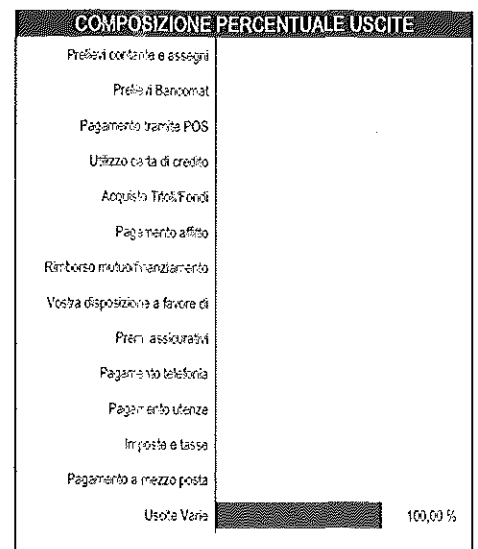 COMPOSIZIONE PERCENTUALE USCITE
Prelievi contante e assegni
Prelievi Bancomat
Pagamento tramite POS
Utilizzo carta di credito
Acquisto Titoli/Fondi
Pagamento affitto
Rimborso mutuo/finanziamento
Vostra disposizione a favore di
Premi assicurativi
Pagamento telefonia
Pagamento utenze
Imposte e tasse
Pagamento a mezzo posta
Uscite Varie 100,00 %